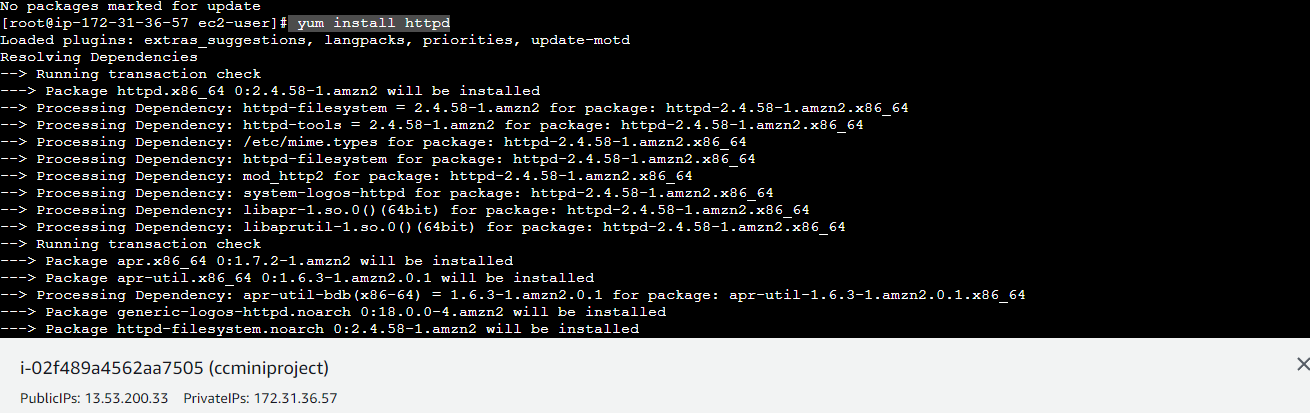 No packages marked for update
[root@ip-172-31-36-57 ec2-user]# yum install httpd
Loaded plugins: extras_suggestions, langpacks, priorities, update-motd
Resolving Dependencies
--> Running transaction check
---> Package httpd.x86_64 0:2.4.58-1.amzn2 will be installed
--> Processing Dependency: httpd-filesystem = 2.4.58-1.amzn2 for package: httpd-2.4.58-1.amzn2.x86_64
--> Processing Dependency: httpd-tools = 2.4.58-1.amzn2 for package: httpd-2.4.58-1.amzn2.x86_64
--> Processing Dependency: /etc/mime.types for package: httpd-2.4.58-1.amzn2.x86_64
--> Processing Dependency: httpd-filesystem for package: httpd-2.4.58-1.amzn2.x86_64
--> Processing Dependency: mod_http2 for package: httpd-2.4.58-1.amzn2.x86_64
--> Processing Dependency: system-logos-httpd for package: httpd-2.4.58-1.amzn2.x86_64
--> Processing Dependency: libapr-1.so.0()(64bit) for package: httpd-2.4.58-1.amzn2.x86_64
--> Processing Dependency: libaprutil-1.so.0()(64bit) for package: httpd-2.4.58-1.amzn2.x86_64
--> Running transaction check
---> Package apr.x86_64 0:1.7.2-1.amzn2 will be installed
---> Package apr-util.x86_64 0:1.6.3-1.amzn2.0.1 will be installed
--> Processing Dependency: apr-util-bdb(x86-64) = 1.6.3-1.amzn2.0.1 for package: apr-util-1.6.3-1.amzn2.0.1.x86_64
---> Package generic-logos-httpd.noarch 0:18.0.0-4.amzn2 will be installed
---> Package httpd-filesystem.noarch 0:2.4.58-1.amzn2 will be installed
i-02f489a4562aa7505 (ccminiproject)
PublicIPs: 13.53.200.33 PrivateIPs: 172.31.36.57